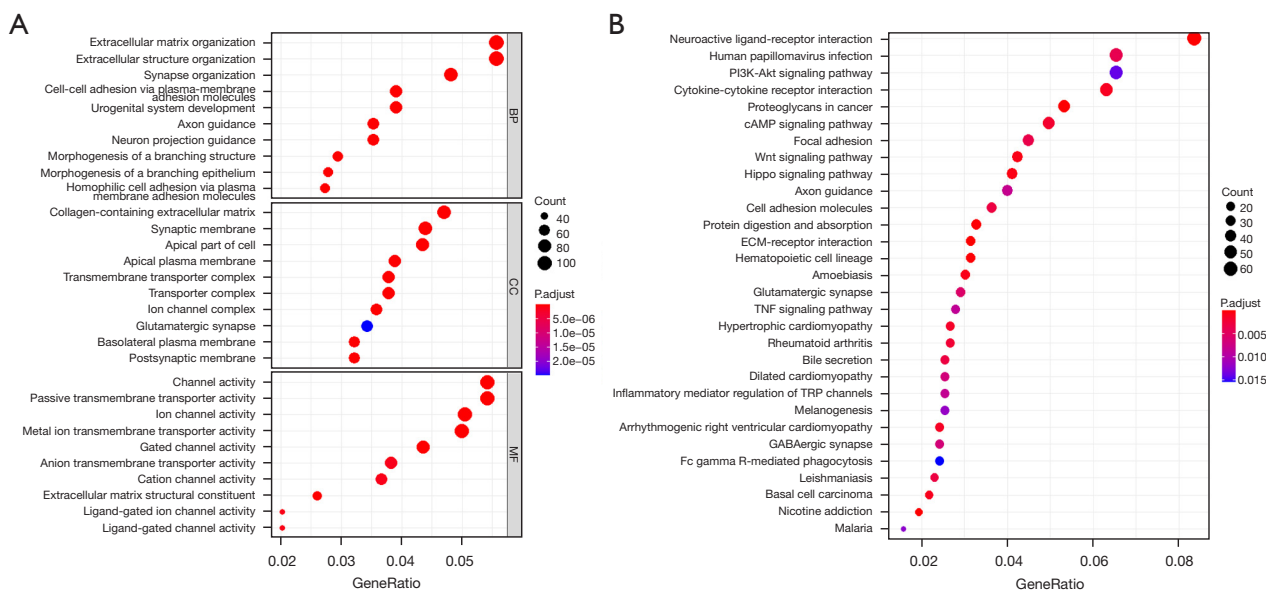 A
Extracellular matrix organization
Extracellular structure organization
Synapse organization
Cell-cell adhesion via plasma-membrane
adhesion molecules
Urogenital system development
Axon guidance
Neuron projection guidance
Morphogenesis of a branching structure
Morphogenesis of a branching epithelium
Homophilic cell adhesion via plasma
membrane adhesion molecules
BP
Collagen-containing extracellular matrix
Synaptic membrane
Apical part of cell
Apical plasma membrane
Transmembrane transporter complex
Transporter complex
Ion channel complex
Glutamatergic synapse
Basolateral plasma membrane
Postsynaptic membrane
CC
Channel activity
Passive transmembrane transporter activity
Ion channel activity
Metal ion transmembrane transporter activity
Gated channel activity
Anion transmembrane transporter activity
Cation channel activity
Extracellular matrix structural constituent
Ligand-gated ion channel activity
Ligand-gated channel activity
MF
0.02 0.03 0.04 0.05
GeneRatio
Count
40
60
80
100
P.adjust
5.0e-06
1.0e-05
2.0e-05
B
Neuroactive ligand-receptor interaction
Human papillomavirus infection
PI3K-Akt signaling pathway
Cytokine-cytokine receptor interaction
Proteoglycans in cancer
cAMP signaling pathway
Focal adhesion
Wnt signaling pathway
Hippo signaling pathway
Axon guidance
Cell adhesion molecules
Protein digestion and absorption
ECM-receptor interaction
Hematopoietic cell lineage
Amoebiasis
Glutamatergic synapse
TNF signaling pathway
Hypertrophic cardiomyopathy
Rheumatoid arthritis
Bile secretion
Dilated cardiomyopathy
Inflammatory mediator regulation of TRP channels
Melanogenesis
Arrhythmogenic right ventricular cardiomyopathy
GABAergic synapse
Fc gamma R-mediated phagocytosis
Leishmaniasis
Basal cell carcinoma
Nicotine addiction
Malaria
0.02 0.04 0.06 0.08
GeneRatio
Count
20
30
40
50
60
P.adjust
0.005
0.010
0.015